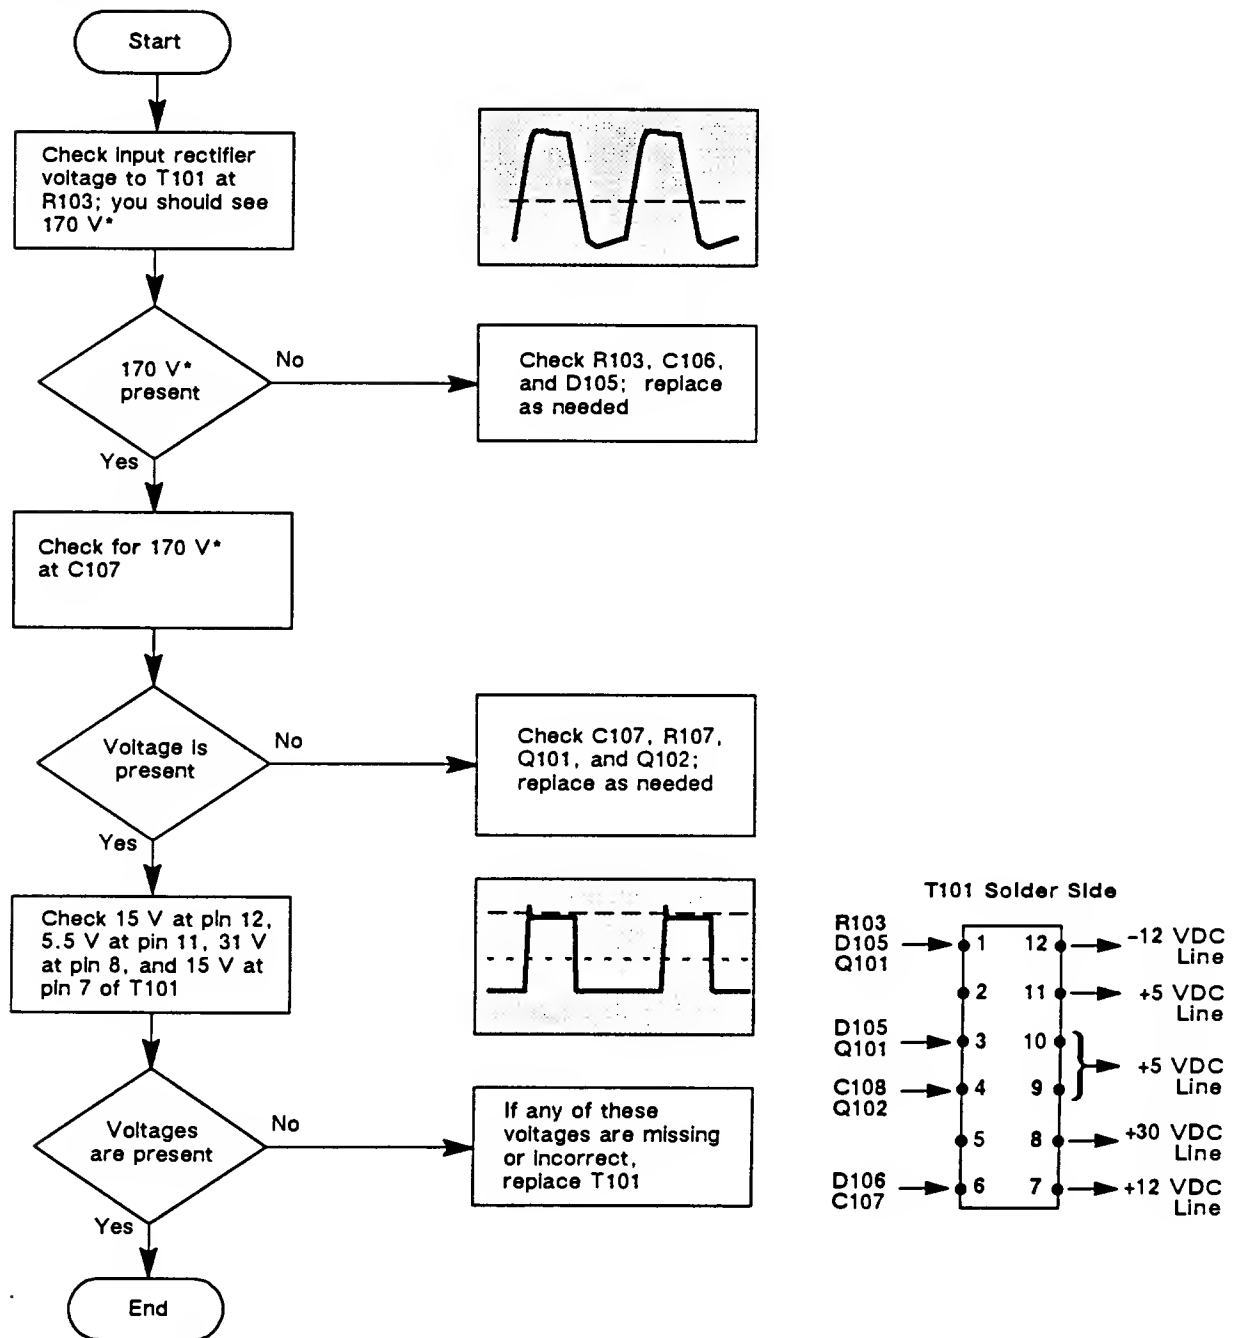 Start
Check input rectifier
voltage to T101 at
R103; you should see
170 V*
170 V*
present
No
Check R103, C106,
and D105; replace
as needed
Yes
Check for 170 V*
at C107
Voltage is
present
No
Check C107, R107,
Q101, and Q102;
replace as needed
Yes
Check 15 V at pin 12,
5.5 V at pin 11, 31 V
at pin 8, and 15 V at
pin 7 of T101
Voltages
are present
No
If any of these
voltages are missing
or incorrect,
replace T101
Yes
End
T101 Solder Side
R103
D105
Q101
1
12
-12 VDC
Line
2
11
+5 VDC
Line
D105
Q101
3
10
C108
Q102
4
9
+5 VDC
Line
5
8
+30 VDC
Line
D106
C107
6
7
+12 VDC
Line